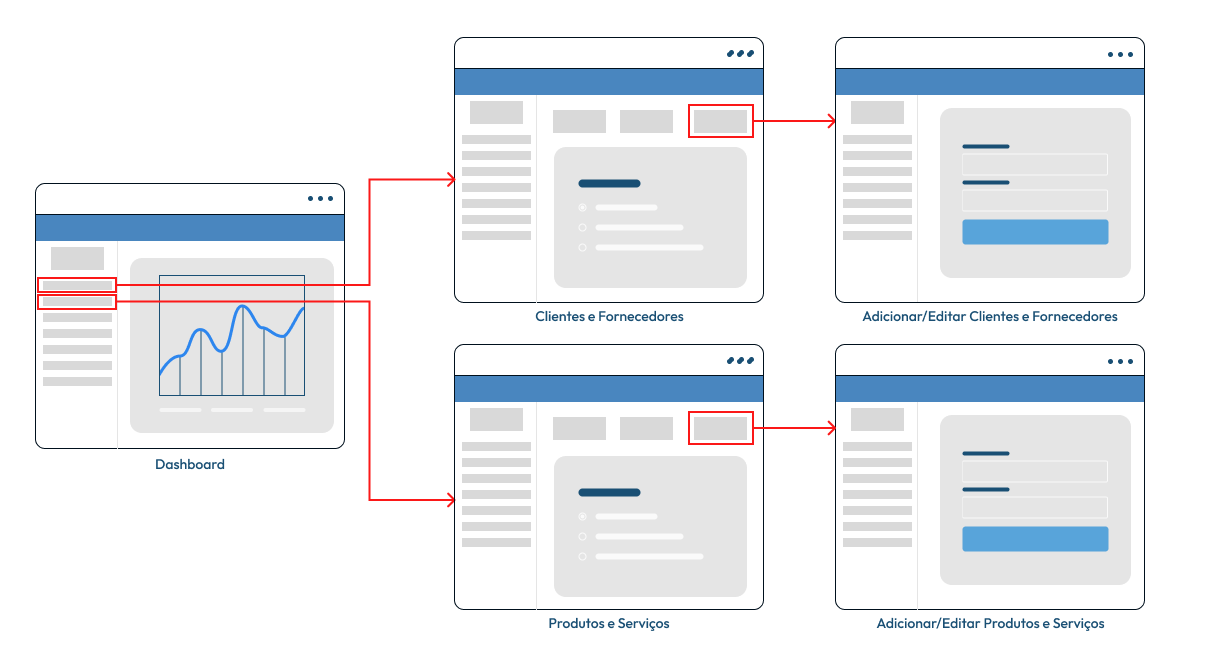 Clientes e Fornecedores
Adicionar/Editar Clientes e Fornecedores
Dashboard
Produtos e Serviços
Adicionar/Editar Produtos e Serviços